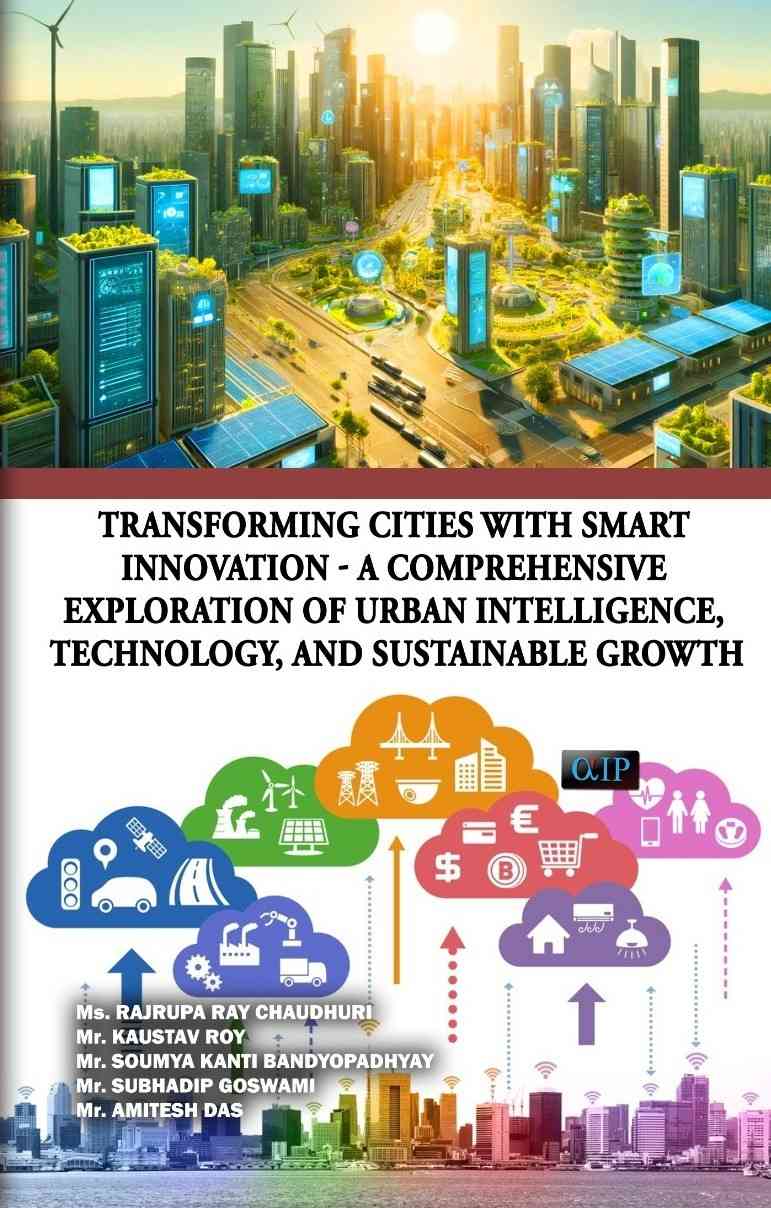 TRANSFORMING CITIES WITH SMART
INNOVATION - A COMPREHENSIVE
EXPLORATION OF URBAN INTELLIGENCE,
TECHNOLOGY, AND SUSTAINABLE GROWTH
αIP
€
$
B
Ms. RAJRUPA RAY CHAUDHURI
Mr. KAUSTAV ROY
Mr. SOUMYA KANTI BANDYOPADHYAY
Mr. SUBHADIP GOSWAMI
Mr. AMITESH DAS